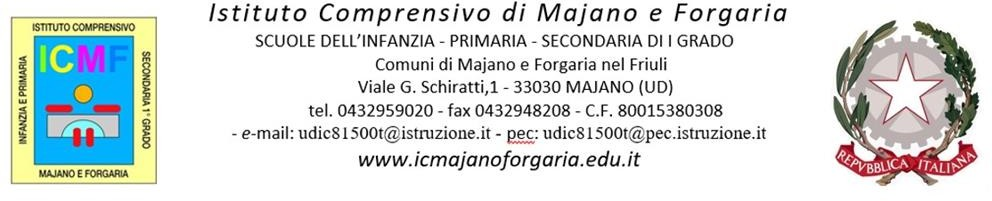 ISTITUTO COMPRENSIVO
INFANZIA E PRIMARIA
ICMF
SECONDARIA 1° GRADO
MAJANO E FORGARIA
Istituto Comprensivo di Majano e Forgaria
SCUOLE DELL’INFANZIA - PRIMARIA - SECONDARIA DI I GRADO
Comuni di Majano e Forgaria nel Friuli
Viale G. Schiratti,1 - 33030 MAJANO (UD)
tel. 0432959020 - fax 0432948208 - C.F. 80015380308
- e-mail: udic81500t@istruzione.it - pec: udic81500t@pec.istruzione.it
www.icmajanoforgaria.edu.it
REPVBBLICA ITALIANA